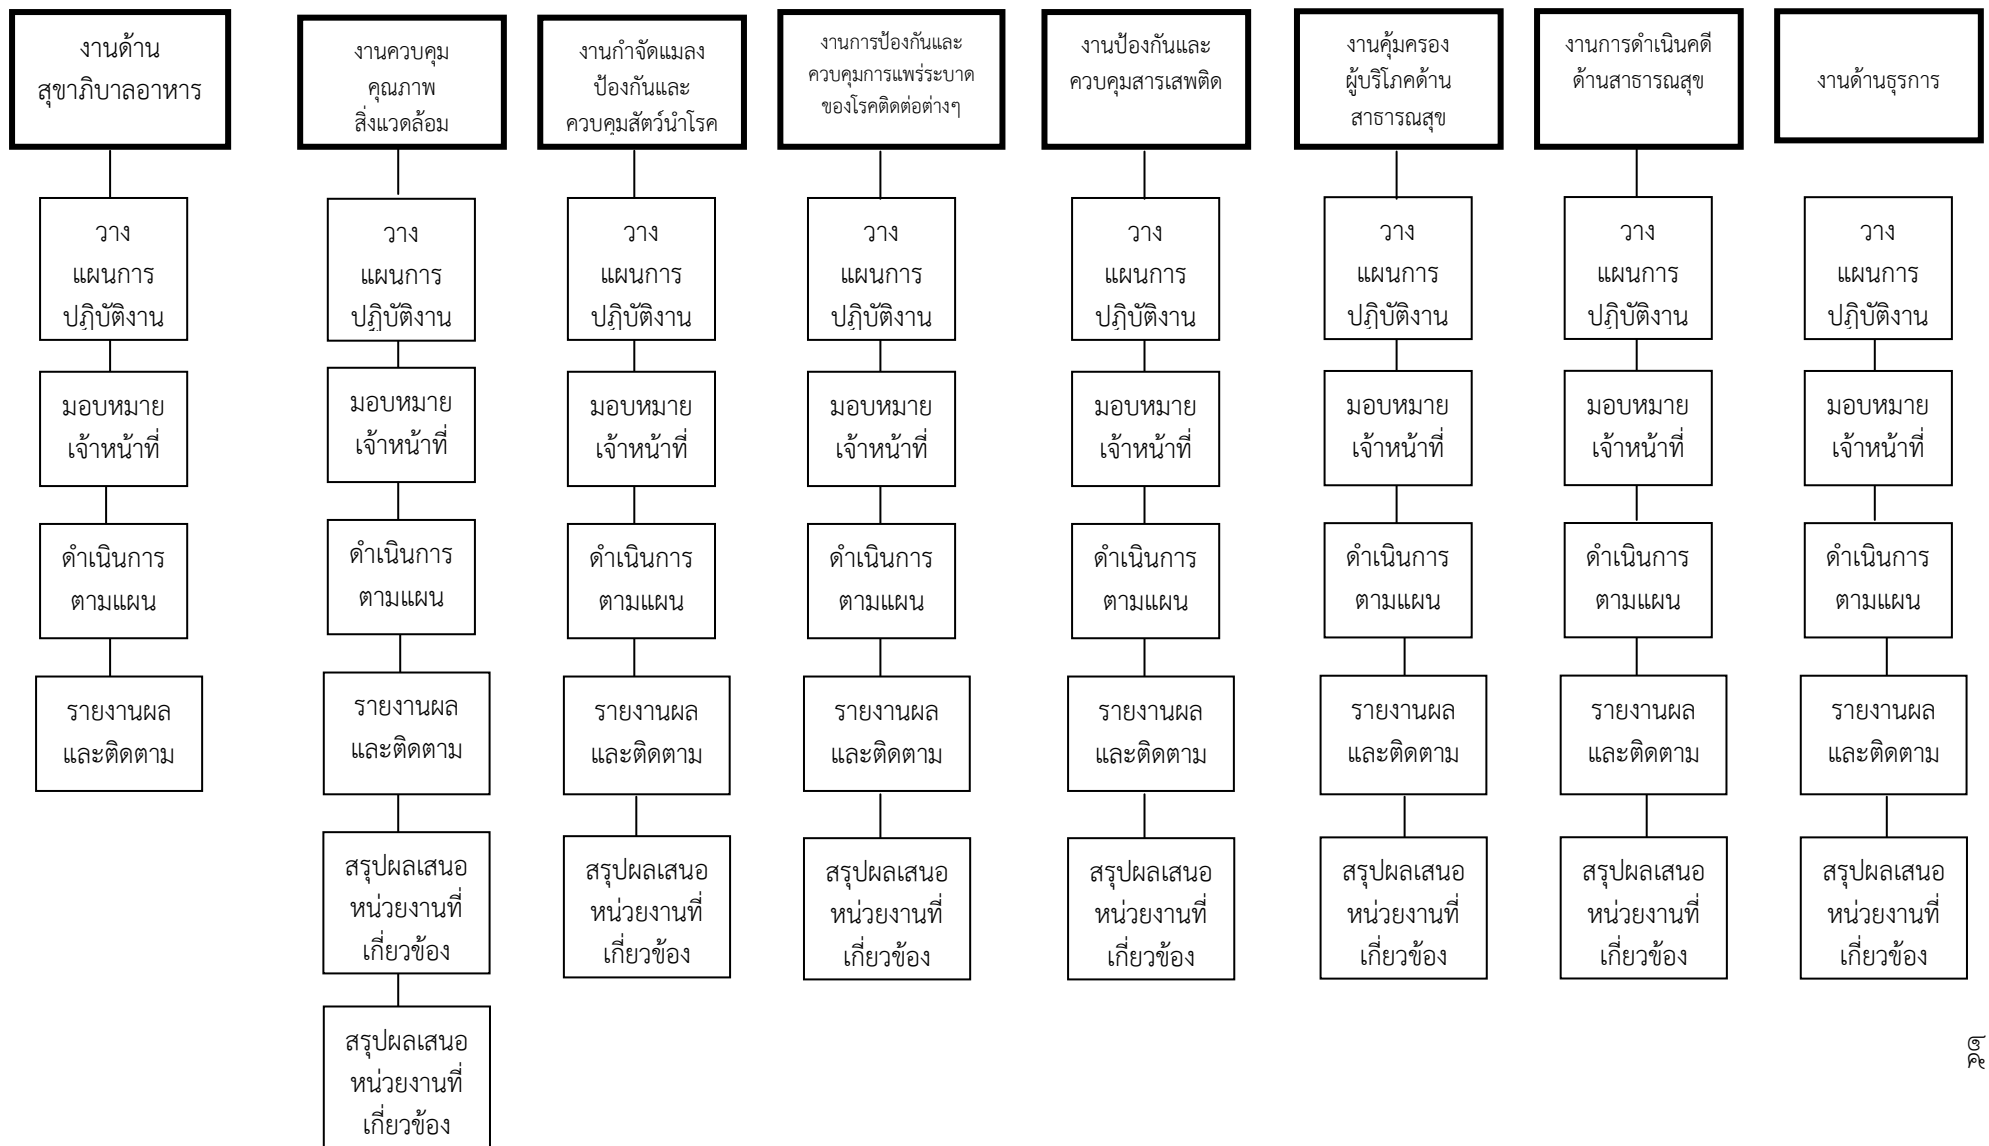 งานด้าน
สุขาภิบาลอาหาร
วาง
แผนการ
ปฏิบัติงาน
มอบหมาย
เจ้าหน้าที่
ดำเนินการ
ตามแผน
รายงานผล
และติดตาม
งานควบคุม
คุณภาพ
สิ่งแวดล้อม
วาง
แผนการ
ปฏิบัติงาน
มอบหมาย
เจ้าหน้าที่
ดำเนินการ
ตามแผน
รายงานผล
และติดตาม
สรุปผลเสนอ
หน่วยงานที่
เกี่ยวข้อง
สรุปผลเสนอ
หน่วยงานที่
เกี่ยวข้อง
งานกำจัดแมลง
ป้องกันและ
ควบคุมสัตว์นำโรค
วาง
แผนการ
ปฏิบัติงาน
มอบหมาย
เจ้าหน้าที่
ดำเนินการ
ตามแผน
รายงานผล
และติดตาม
สรุปผลเสนอ
หน่วยงานที่
เกี่ยวข้อง
งานการป้องกันและ
ควบคุมการแพร่ระบาด
ของโรคติดต่อต่างๆ
วาง
แผนการ
ปฏิบัติงาน
มอบหมาย
เจ้าหน้าที่
ดำเนินการ
ตามแผน
รายงานผล
และติดตาม
สรุปผลเสนอ
หน่วยงานที่
เกี่ยวข้อง
งานป้องกันและ
ควบคุมสารเสพติด
วาง
แผนการ
ปฏิบัติงาน
มอบหมาย
เจ้าหน้าที่
ดำเนินการ
ตามแผน
รายงานผล
และติดตาม
สรุปผลเสนอ
หน่วยงานที่
เกี่ยวข้อง
งานคุ้มครอง
ผู้บริโภคด้าน
สาธารณสุข
วาง
แผนการ
ปฏิบัติงาน
มอบหมาย
เจ้าหน้าที่
ดำเนินการ
ตามแผน
รายงานผล
และติดตาม
สรุปผลเสนอ
หน่วยงานที่
เกี่ยวข้อง
งานการดำเนินคดี
ด้านสาธารณสุข
วาง
แผนการ
ปฏิบัติงาน
มอบหมาย
เจ้าหน้าที่
ดำเนินการ
ตามแผน
รายงานผล
และติดตาม
สรุปผลเสนอ
หน่วยงานที่
เกี่ยวข้อง
งานด้านธุรการ
วาง
แผนการ
ปฏิบัติงาน
มอบหมาย
เจ้าหน้าที่
ดำเนินการ
ตามแผน
รายงานผล
และติดตาม
สรุปผลเสนอ
หน่วยงานที่
เกี่ยวข้อง
๒๕